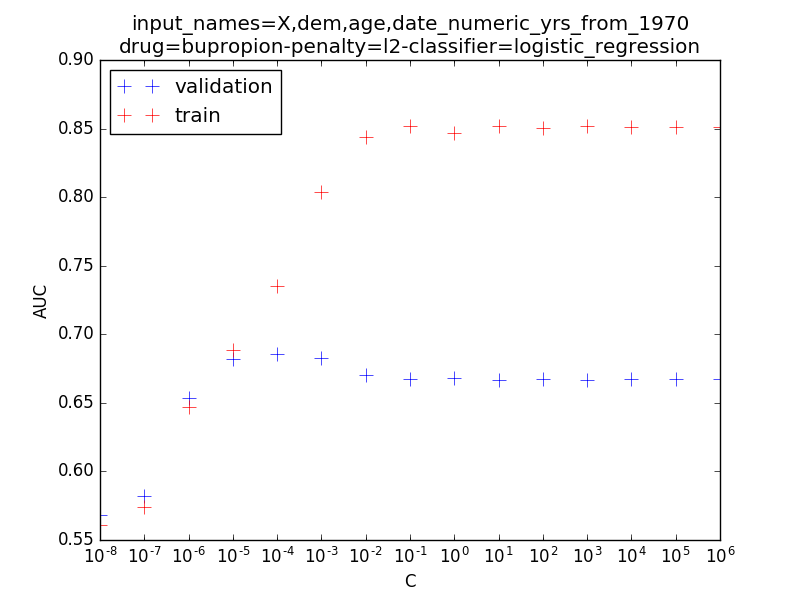 input_names=X,dem,age,date_numeric_yrs_from_1970
drug=bupropion-penalty=l2-classifier=logistic_regression
validation
train
0.90
0.85
0.80
0.75
0.70
0.65
0.60
0.55
AUC
10⁻⁸ 10⁻⁷ 10⁻⁶ 10⁻⁵ 10⁻⁴ 10⁻³ 10⁻² 10⁻¹ 10⁰ 10¹ 10² 10³ 10⁴ 10⁵ 10⁶
C